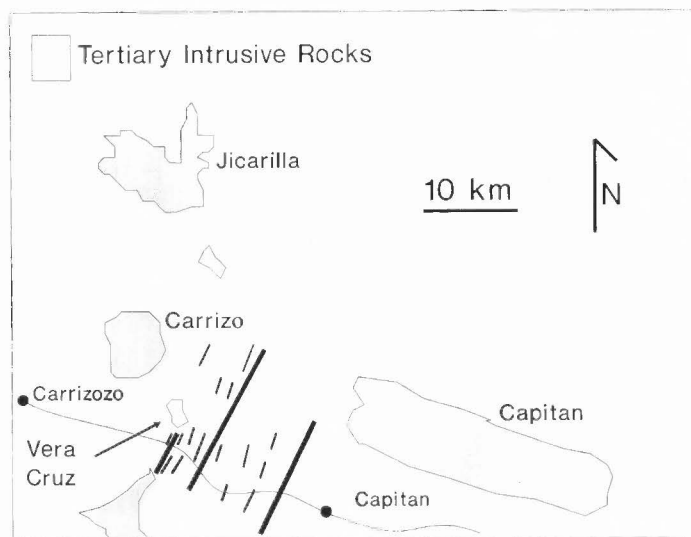 Tertiary Intrusive Rocks
Jicarilla
10 km
N
Carrizo
Carrizozo
Capitan
Vera
Cruz
Capitan